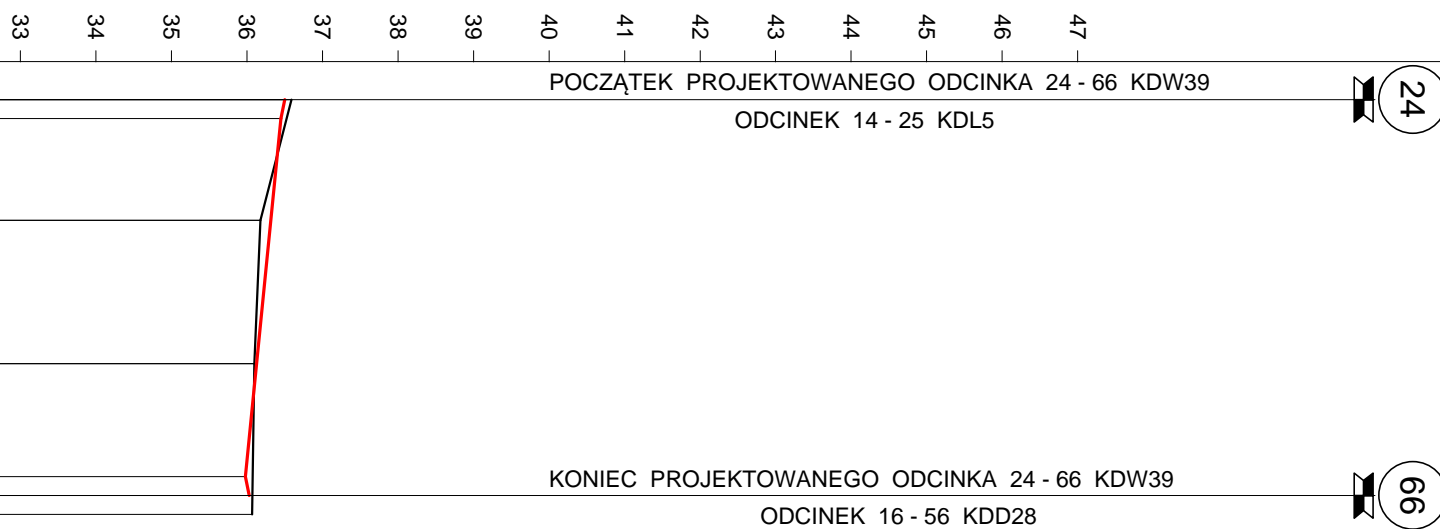 33 34 35 36 37 38 39 40 41 42 43 44 45 46 47
POCZĄTEK PROJEKTOWANEGO ODCINKA 24 - 66 KDW39
24
ODCINEK 14 - 25 KDL5
KONIEC PROJEKTOWANEGO ODCINKA 24 - 66 KDW39
66
ODCINEK 16 - 56 KDD28